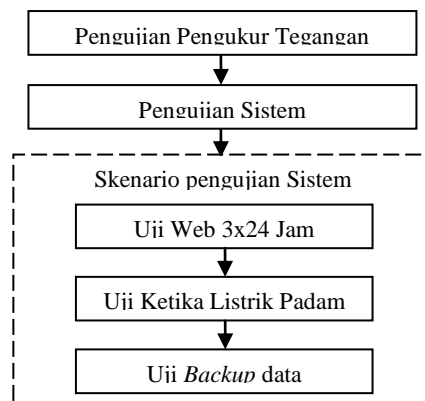 Pengujian Pengukur Tegangan
Pengujian Sistem
Skenario pengujian Sistem
Uji Web 3x24 Jam
Uji Ketika Listrik Padam
Uji Backup data